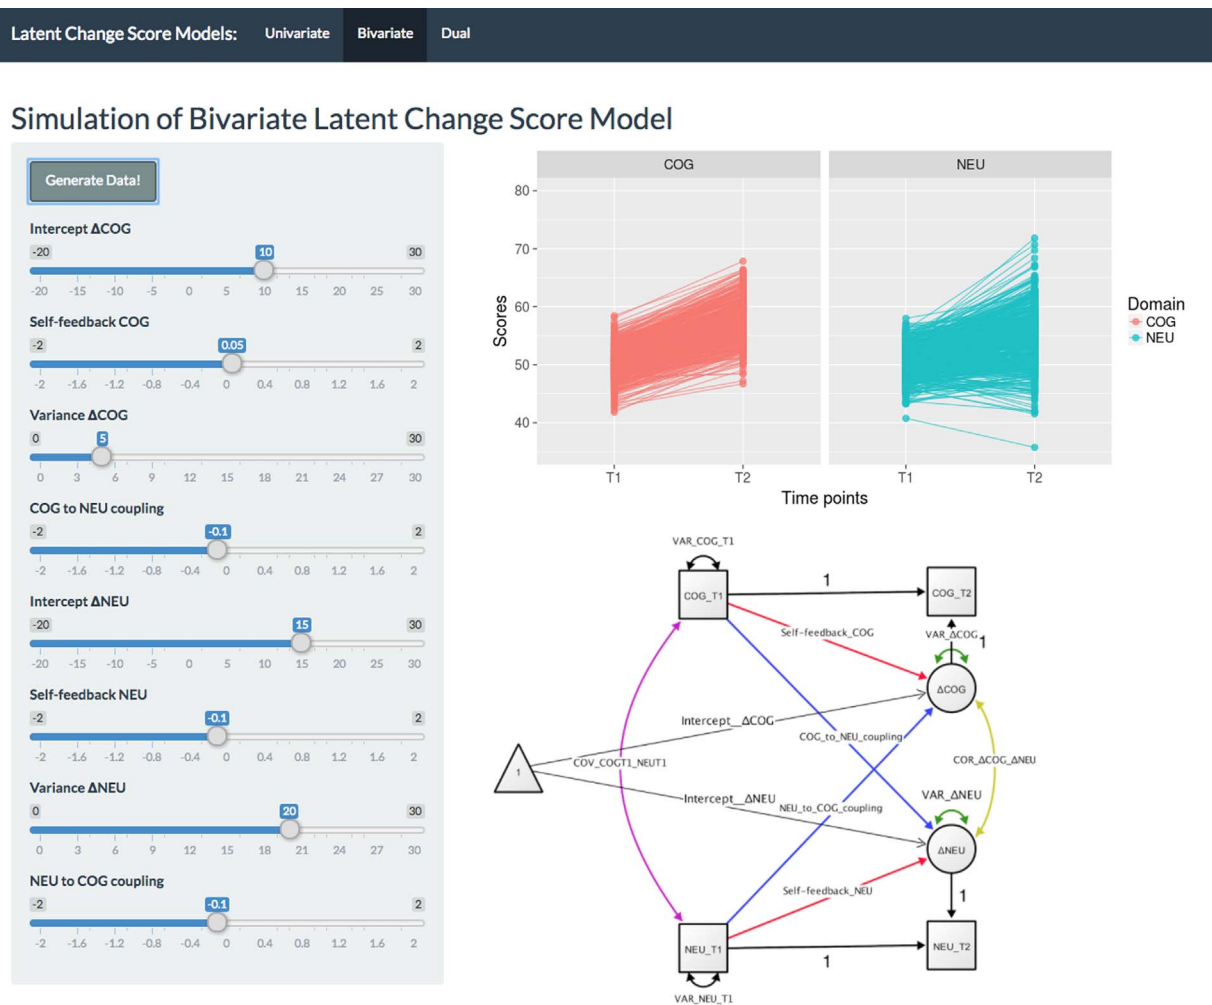 Latent Change Score Models: Univariate Bivariate Dual
Simulation of Bivariate Latent Change Score Model
Generate Data!
Intercept ΔCOG
-20 10 30
-20 -15 -10 -5 0 5 10 15 20 25 30
Self-feedback COG
-2 0.05 2
-2 -1.6 -1.2 -0.8 -0.4 0 0.4 0.8 1.2 1.6 2
Variance ΔCOG
0 5 30
0 3 6 9 12 15 18 21 24 27 30
COG to NEU coupling
-2 -0.1 2
-2 -1.6 -1.2 -0.8 -0.4 0 0.4 0.8 1.2 1.6 2
Intercept ΔNEU
-20 15 30
-20 -15 -10 -5 0 5 10 15 20 25 30
Self-feedback NEU
-2 -0.1 2
-2 -1.6 -1.2 -0.8 -0.4 0 0.4 0.8 1.2 1.6 2
Variance ΔNEU
0 20 30
0 3 6 9 12 15 18 21 24 27 30
NEU to COG coupling
-2 -0.1 2
-2 -1.6 -1.2 -0.8 -0.4 0 0.4 0.8 1.2 1.6 2
COG NEU
80
70
60
50
40
Scores
T1 T2 T1 T2
Time points
Domain
COG
NEU
VAR_COG_T1
COG_T1 1 COG_T2
Self-feedback_COG VAR_ΔCOG 1
ΔCOG
Intercept__ΔCOG
COG_to_NEU_coupling
1 COV_COGT1_NEUT1 COR_ΔCOG_ΔNEU
Intercept__ΔNEU VAR_ΔNEU
NEU_to_COG_coupling
ΔNEU
Self-feedback_NEU 1
NEU_T1 1 NEU_T2
VAR_NEU_T1